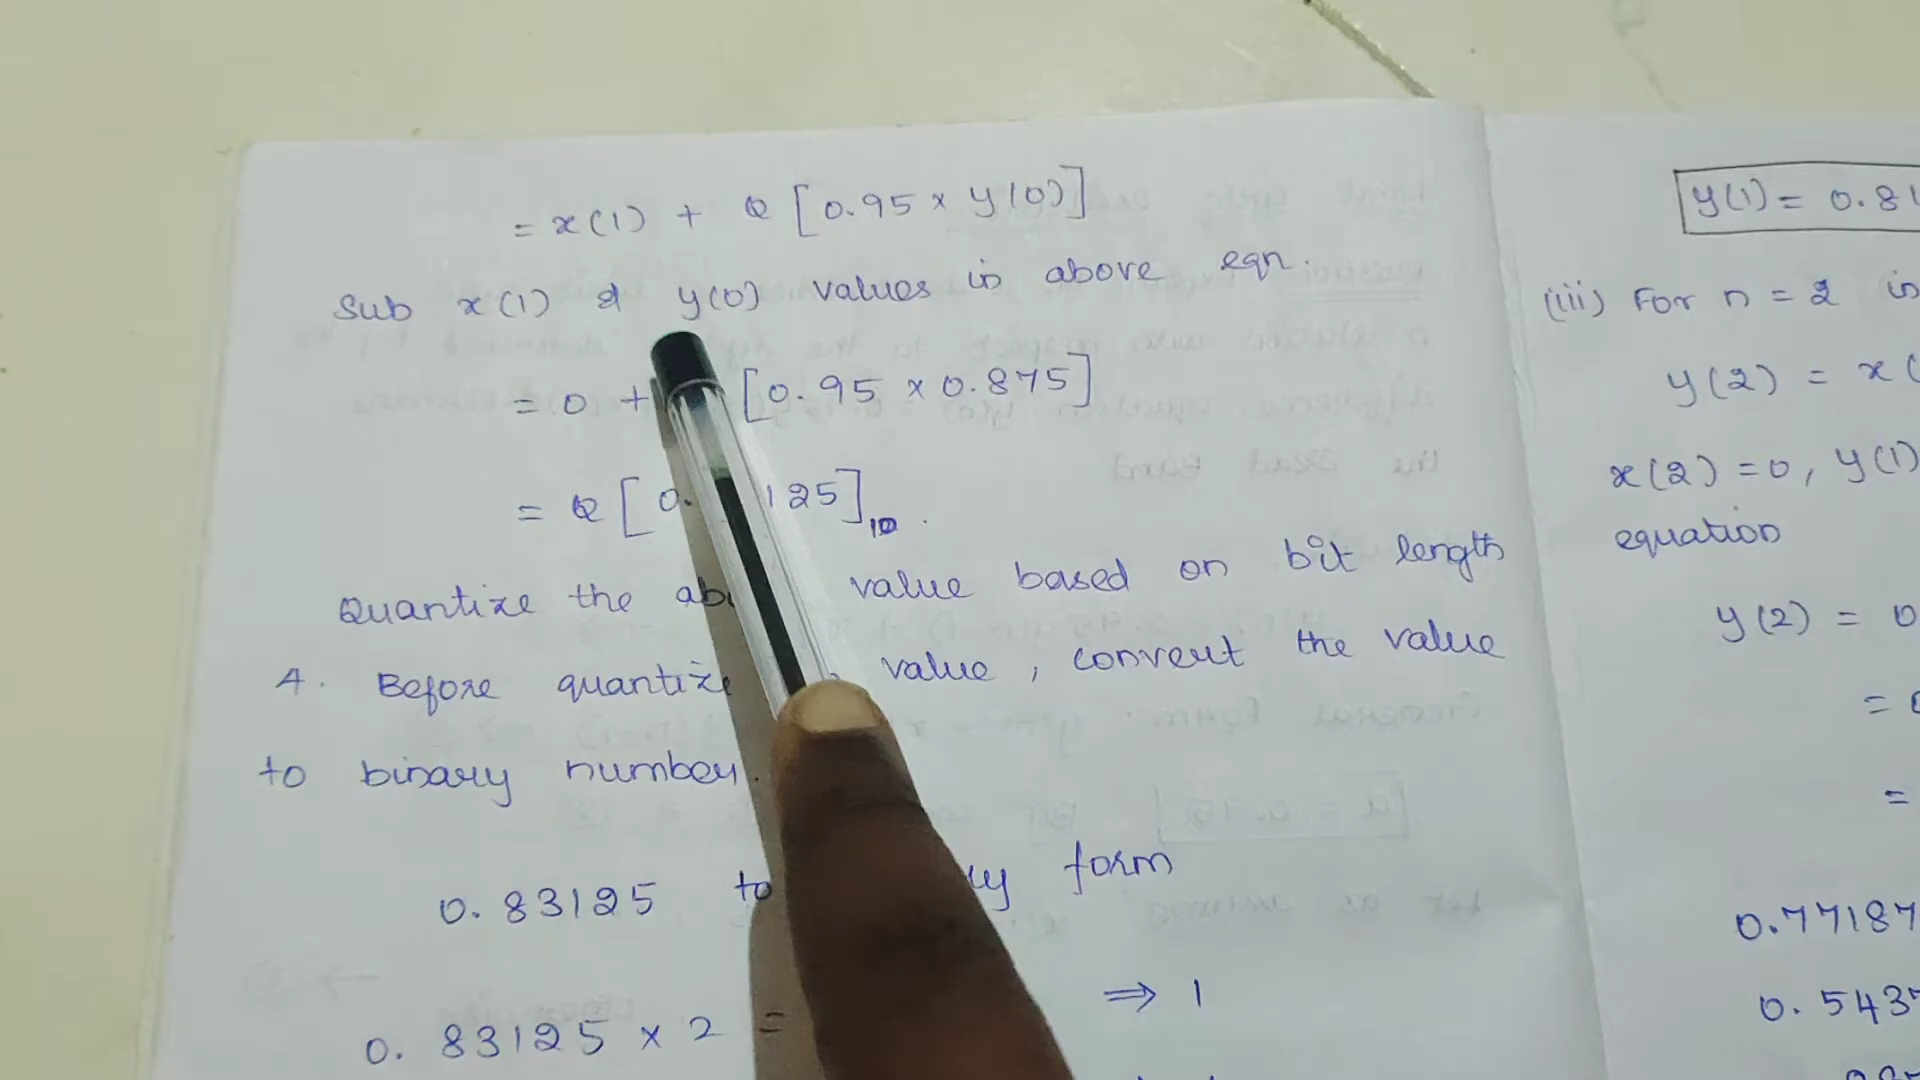 = x(1) + Q [0.95 × y(0)]
Sub x(1) & y(0) values in above eqn.
= 0 + [0.95 × 0.875]
= Q [0. 125]10 .
Quantize the value based on bit length
4. Before value, convert the value
to binary number.
0.83125 to form
0.83125 × 2 = ⇒ 1
y(1) = 0.81
(iii) For n = 2 in
y(2) = x(
x(2) = 0, y(1)
equation
y(2) = 0
=
=
0.77187
0.5437